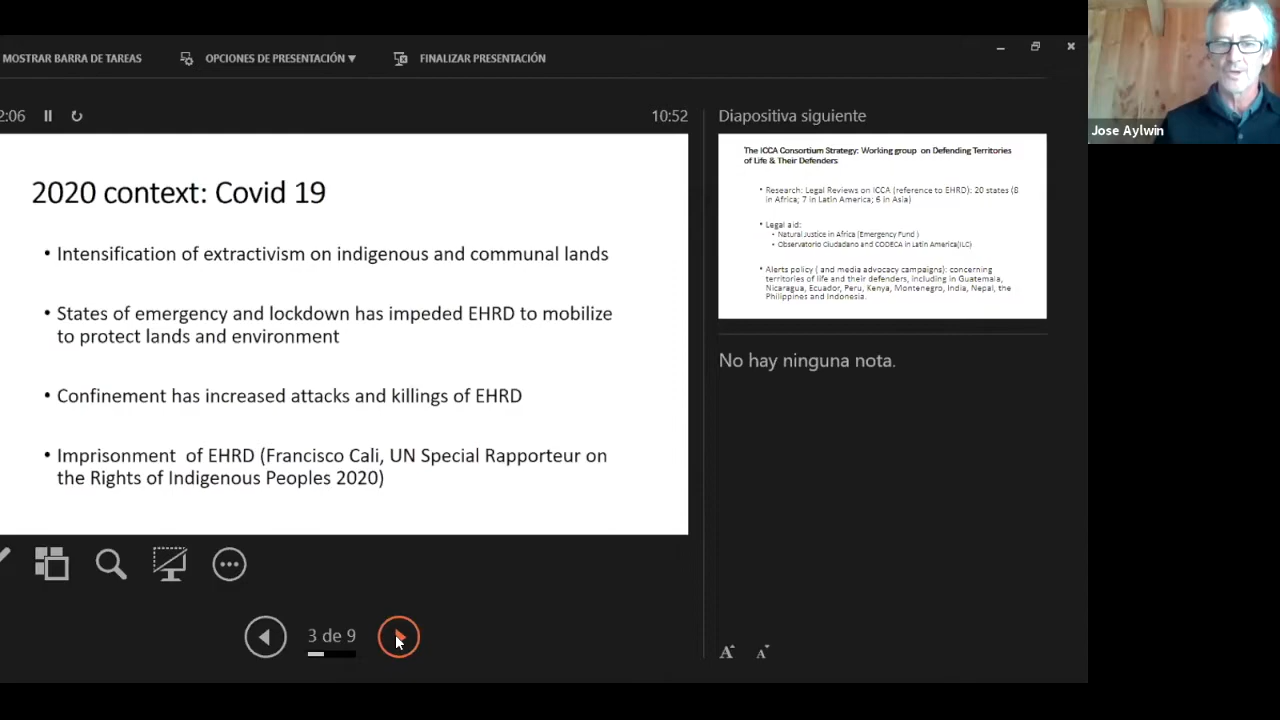 MOSTRAR BARRA DE TAREAS
OPCIONES DE PRESENTACIÓN
FINALIZAR PRESENTACIÓN
2:06
10:52
2020 context: Covid 19
• Intensification of extractivism on indigenous and communal lands
• States of emergency and lockdown has impeded EHRD to mobilize
to protect lands and environment
• Confinement has increased attacks and killings of EHRD
• Imprisonment of EHRD (Francisco Cali, UN Special Rapporteur on
the Rights of Indigenous Peoples 2020)
3 de 9
Diapositiva siguiente
The ICCA Consortium Strategy: Working group on Defending Territories
of Life & Their Defenders
• Research: Legal Reviews on ICCA (reference to EHRD): 20 states (8
in Africa; 7 in Latin America; 6 in Asia)
• Legal aid:
• Natural Justice in Africa (Emergency Fund )
• Observatorio Ciudadano and CODECA in Latin America(ILC)
• Alerts policy ( and media advocacy campaigns): concerning
territories of life and their defenders, including in Guatemala,
Nicaragua, Ecuador, Peru, Kenya, Montenegro, India, Nepal, the
Philippines and Indonesia.
No hay ninguna nota.
A A
Jose Aylwin